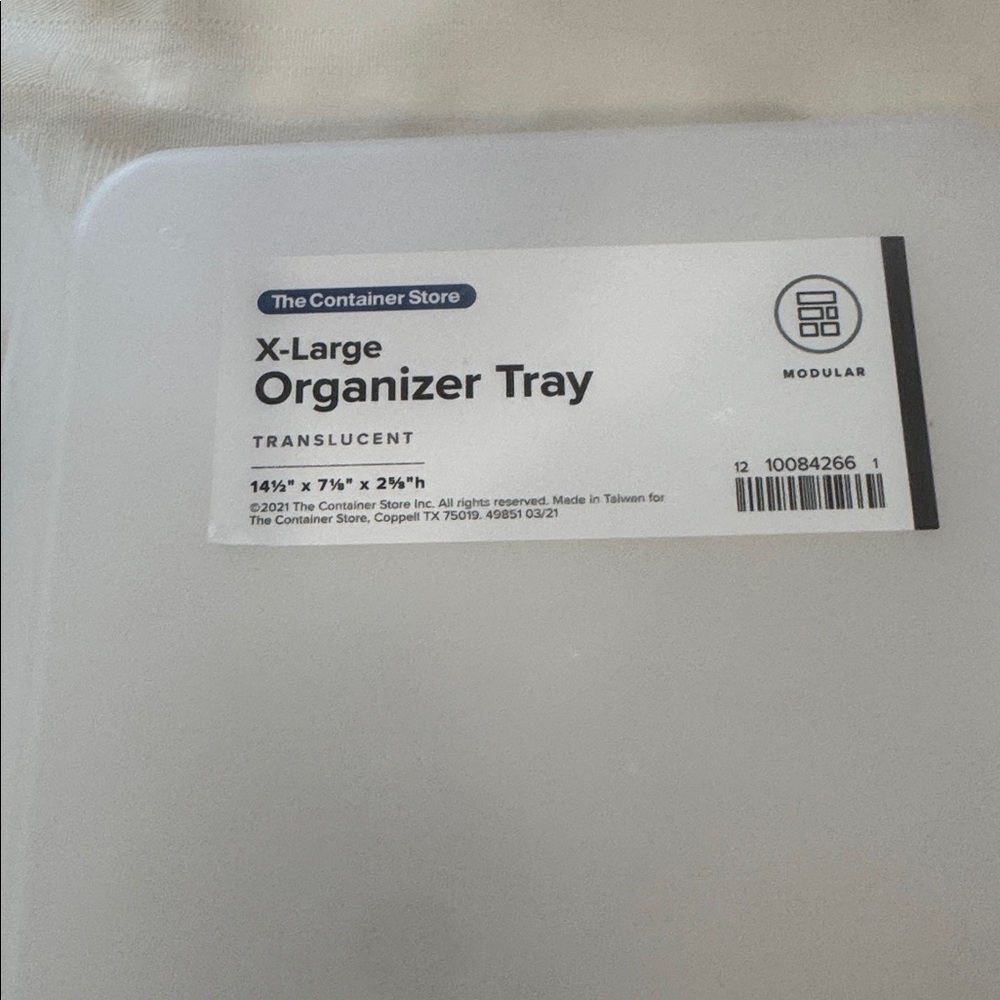 The Container Store
X-Large
Organizer Tray
TRANSLUCENT
14½" x 7⅛" x 2⅝"h
©2021 The Container Store Inc. All rights reserved. Made in Taiwan for
The Container Store, Coppell TX 75019. 49851 03/21
MODULAR
12 10084266 1